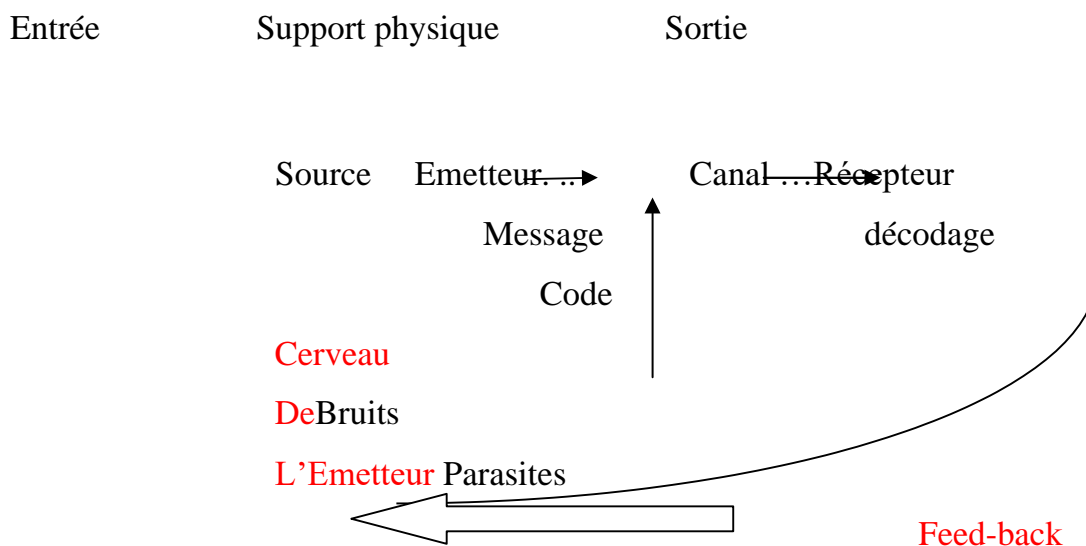 Entrée Support physique Sortie
Source Emetteur. .. Canal …Récepteur
Message décodage
Code
Cerveau
DeBruits
L’Emetteur Parasites
Feed-back